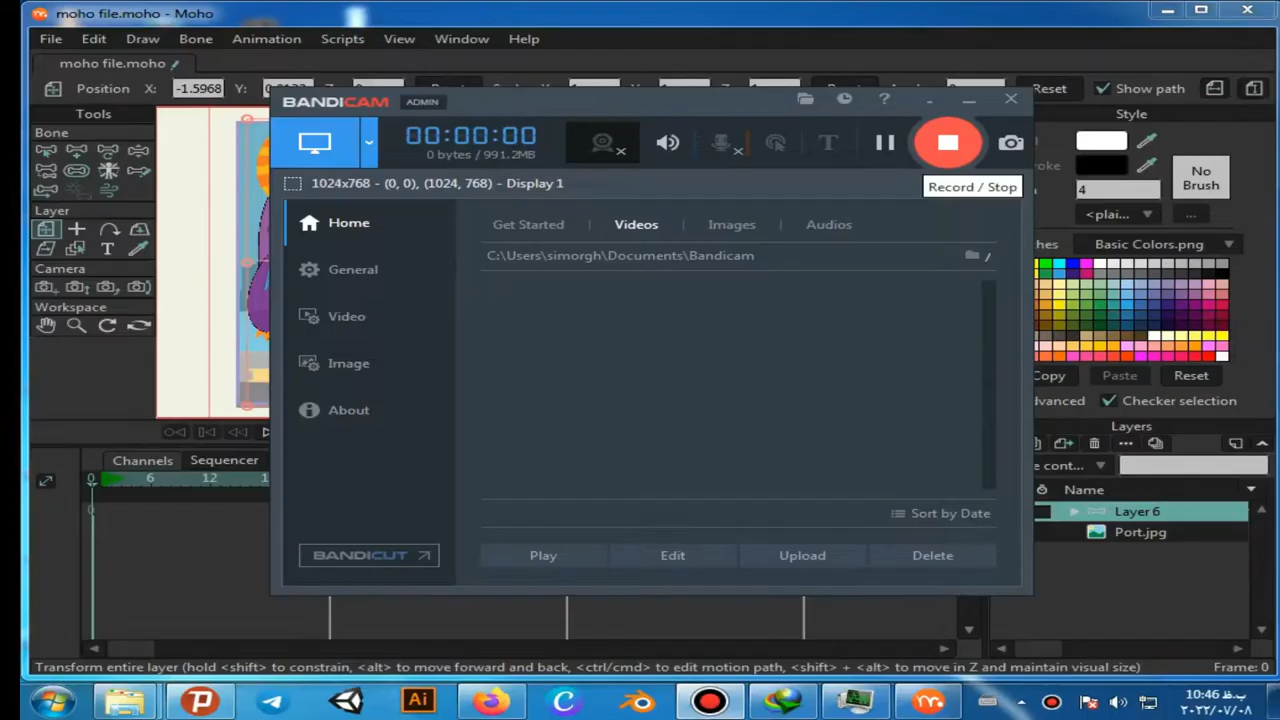 moho file.moho - Moho
File Edit Draw Bone Animation Scripts View Window Help
moho file.moho
Position X: -1.5968 Y:
Reset Show path
Tools
Bone
Layer
Camera
Workspace
BANDICAM ADMIN
00:00:00
0 bytes / 991.2MB
1024x768 - (0, 0), (1024, 768) - Display 1
Record / Stop
Home
General
Video
Image
About
BANDICUT
Get Started Videos Images Audios
C:\Users\simorgh\Documents\Bandicam
Sort by Date
Play Edit Upload Delete
Style
No
Brush
4
<plai... ...
Basic Colors.png
Paste Reset
Checker selection
Layers
Name
Layer 6
Port.jpg
Channels Sequencer
0 6 12
0
Transform entire layer (hold <shift> to constrain, <alt> to move forward and back, <ctrl/cmd> to edit motion path, <shift> + <alt> to move in Z and maintain visual size)
Frame: 0
Ai
10:46 ب.ظ
۲۰۲۲/۰۷/۰۸